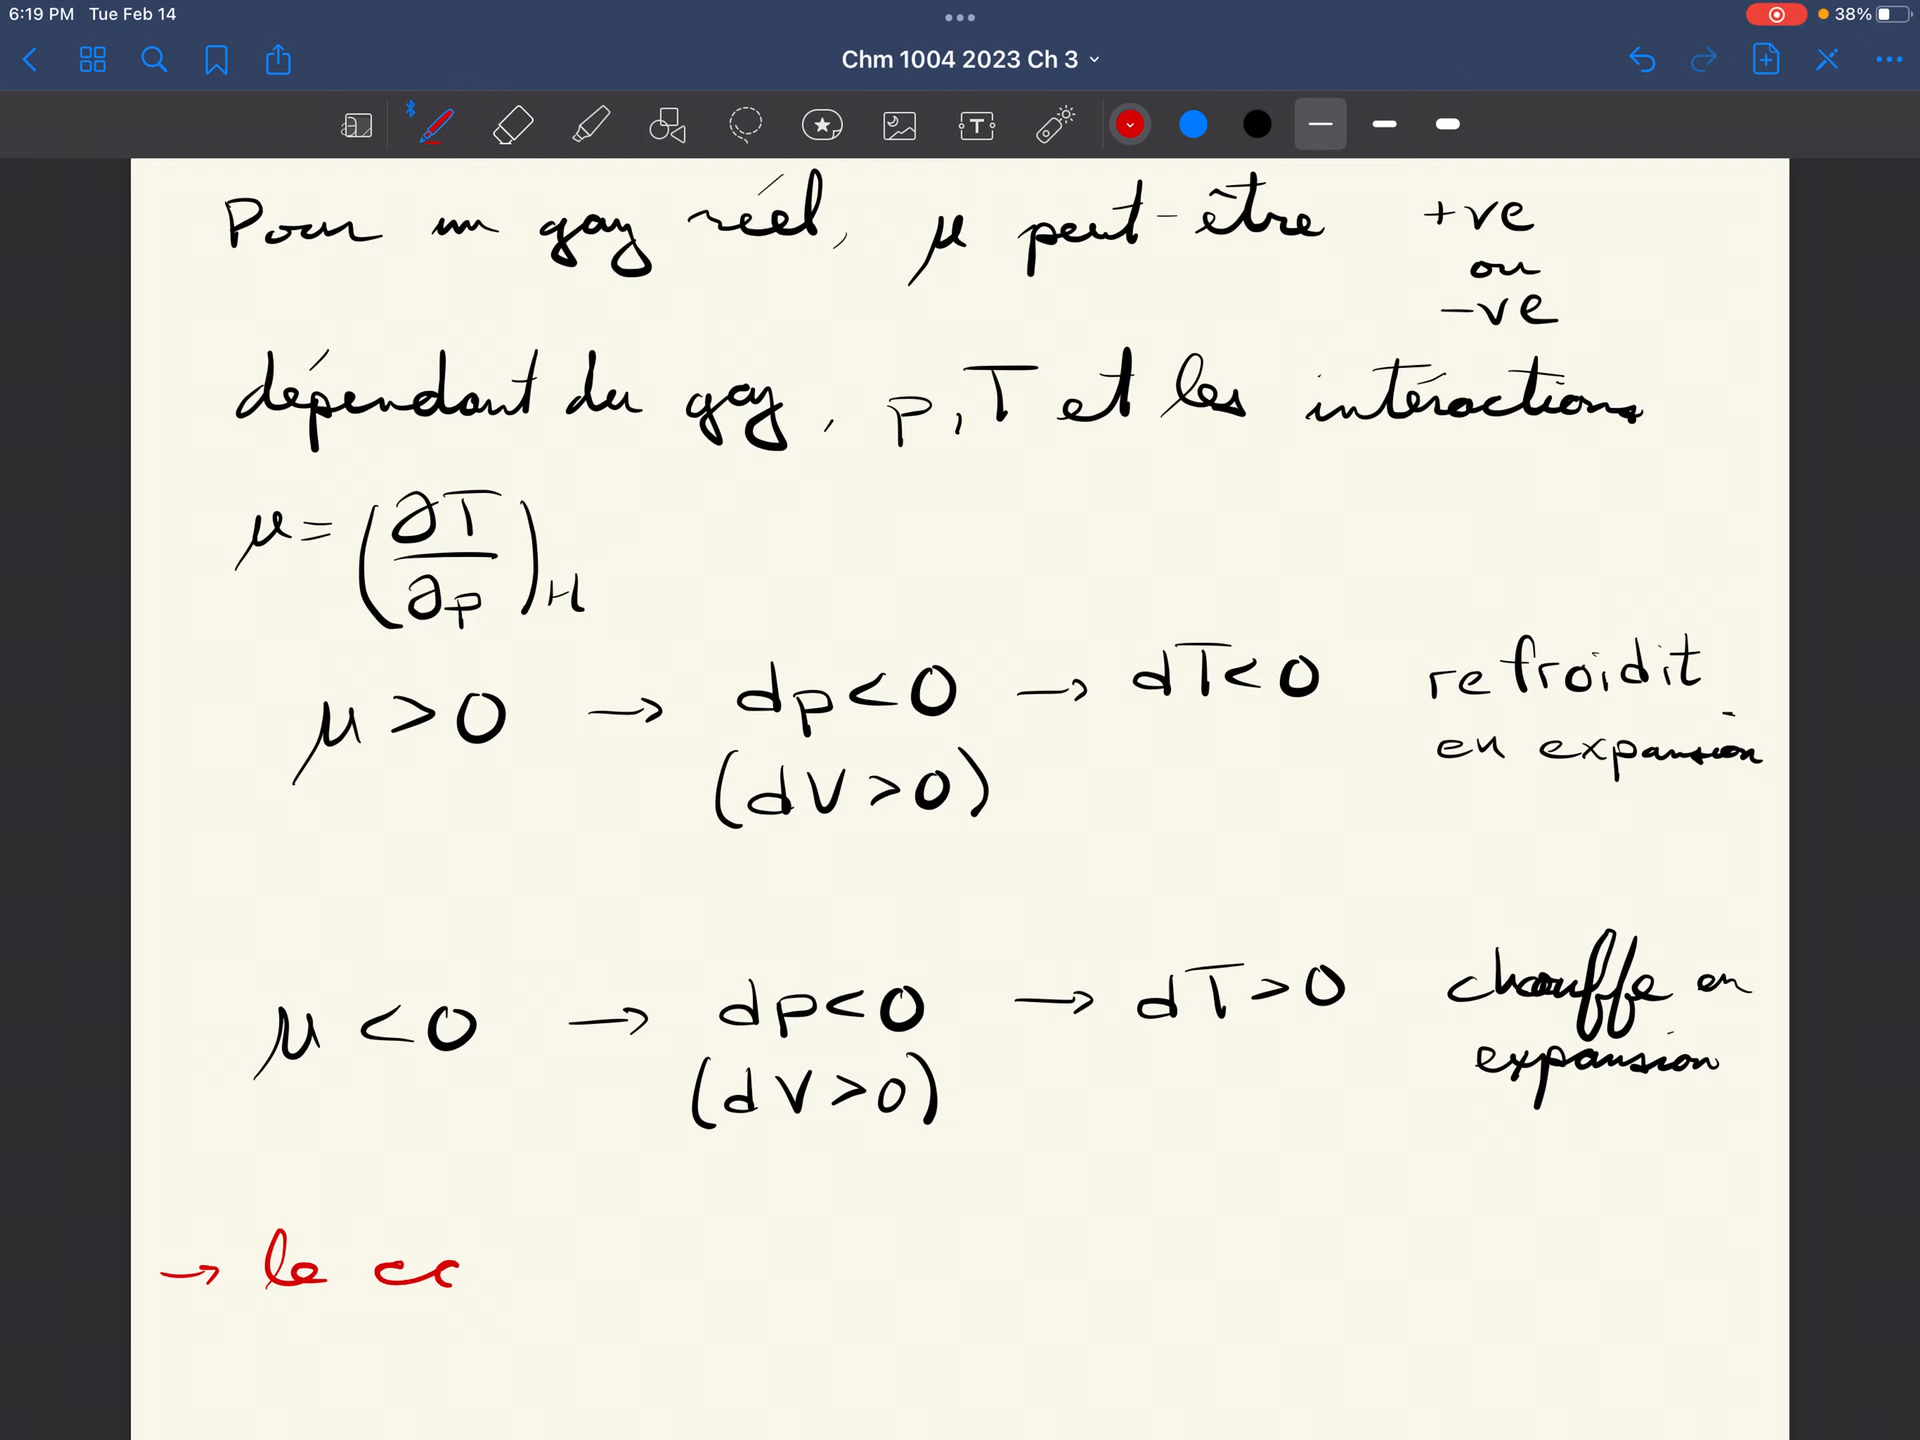 6:19 PM Tue Feb 14
38%
Chm 1004 2023 Ch 3
Pour un gaz réel, μ peut-être +ve
ou
-ve
dépendant du gaz, p, T et les intéractions
μ = (∂T/∂p)H
μ > 0 → dp < 0 → dT < 0 refroidit
(dV > 0) en expansion
μ < 0 → dp < 0 → dT > 0 chauffe en
(dV > 0) expansion
→ le